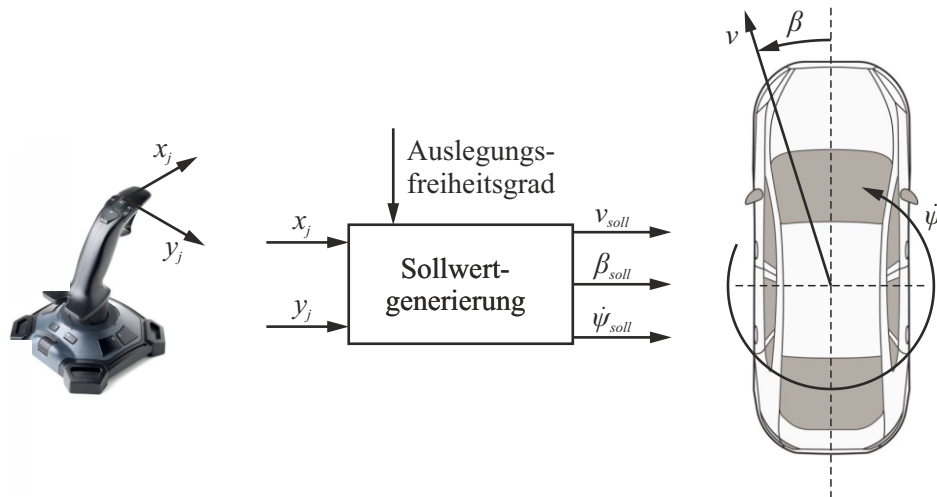 x_j
y_j
Auslegungs-
freiheitsgrad
x_j
y_j
Sollwert-
generierung
v_soll
β_soll
ψ̇_soll
v
β
ψ̇